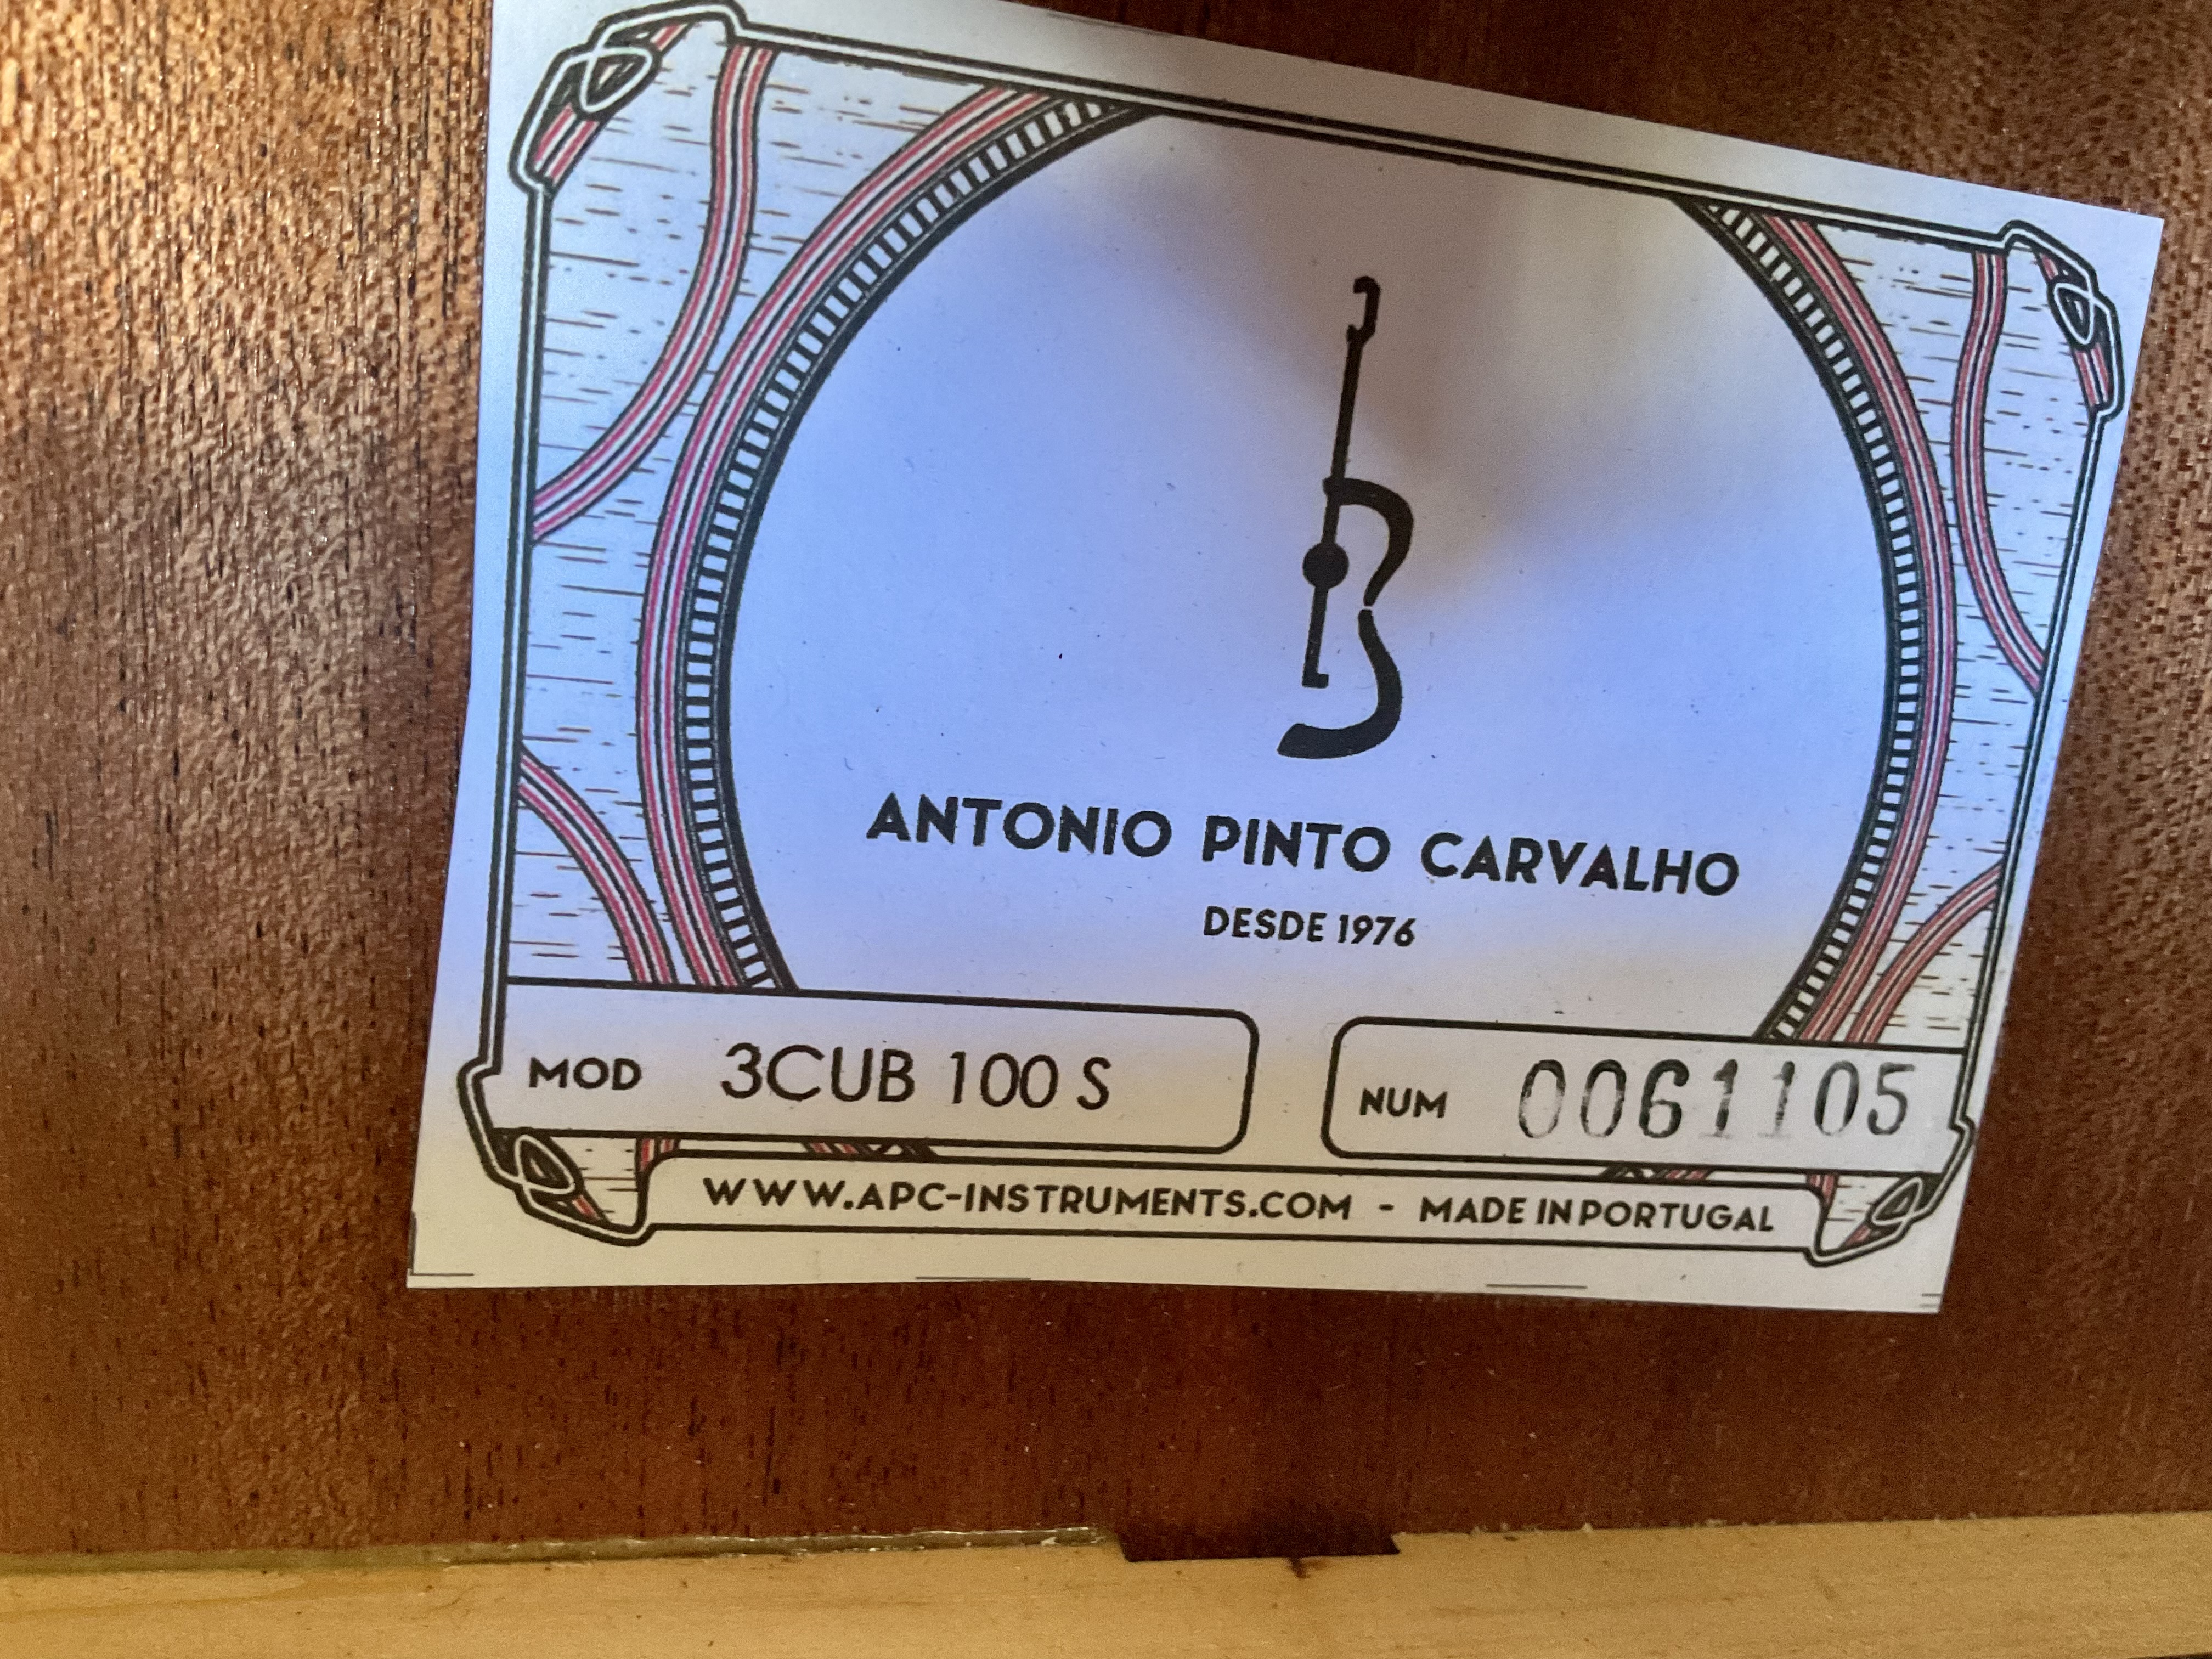 ANTONIO PINTO CARVALHO
DESDE 1976
MOD 3CUB 100 S
NUM 0061105
WWW.APC-INSTRUMENTS.COM - MADE IN PORTUGAL